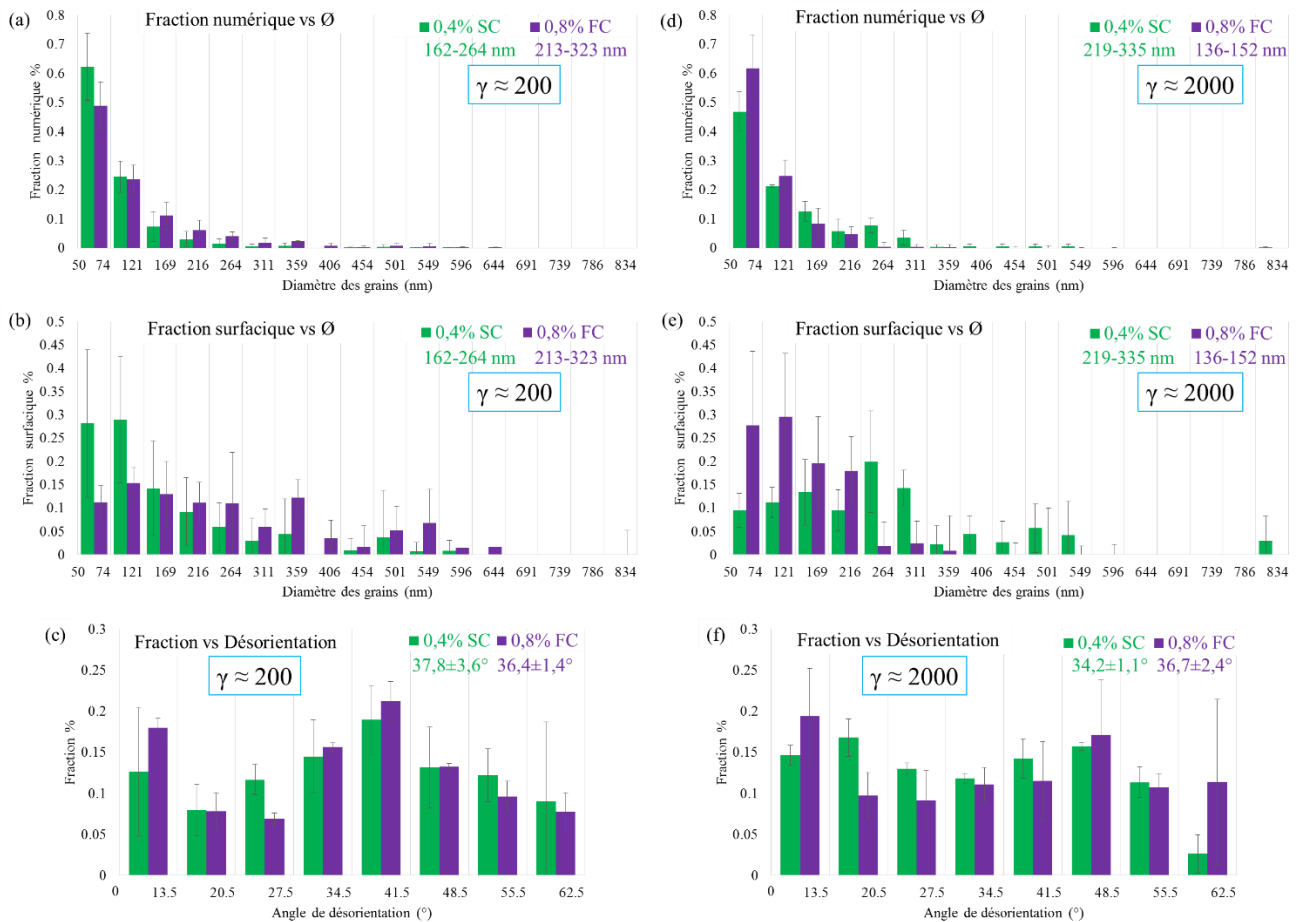 (a)
Fraction numérique vs Ø
0,4% SC 0,8% FC
162-264 nm 213-323 nm
γ ≈ 200
Fraction numérique %
0.8
0.7
0.6
0.5
0.4
0.3
0.2
0.1
0
50 74 121 169 216 264 311 359 406 454 501 549 596 644 691 739 786 834
Diamètre des grains (nm)
(d)
Fraction numérique vs Ø
0,4% SC 0,8% FC
219-335 nm 136-152 nm
γ ≈ 2000
Fraction numérique %
0.8
0.7
0.6
0.5
0.4
0.3
0.2
0.1
0
50 74 121 169 216 264 311 359 406 454 501 549 596 644 691 739 786 834
Diamètre des grains (nm)
(b)
Fraction surfacique vs Ø
0,4% SC 0,8% FC
162-264 nm 213-323 nm
γ ≈ 200
Fraction surfacique %
0.5
0.45
0.4
0.35
0.3
0.25
0.2
0.15
0.1
0.05
0
50 74 121 169 216 264 311 359 406 454 501 549 596 644 691 739 786 834
Diamètre des grains (nm)
(e)
Fraction surfacique vs Ø
0,4% SC 0,8% FC
219-335 nm 136-152 nm
γ ≈ 2000
Fraction surfacique %
0.5
0.45
0.4
0.35
0.3
0.25
0.2
0.15
0.1
0.05
0
50 74 121 169 216 264 311 359 406 454 501 549 596 644 691 739 786 834
Diamètre des grains (nm)
(c)
Fraction vs Désorientation
0,4% SC 0,8% FC
37,8±3,6° 36,4±1,4°
γ ≈ 200
Fraction %
0.3
0.25
0.2
0.15
0.1
0.05
0
0 13.5 20.5 27.5 34.5 41.5 48.5 55.5 62.5
Angle de désorientation (°)
(f)
Fraction vs Désorientation
0,4% SC 0,8% FC
34,2±1,1° 36,7±2,4°
γ ≈ 2000
Fraction %
0.3
0.25
0.2
0.15
0.1
0.05
0
0 13.5 20.5 27.5 34.5 41.5 48.5 55.5 62.5
Angle de désorientation (°)